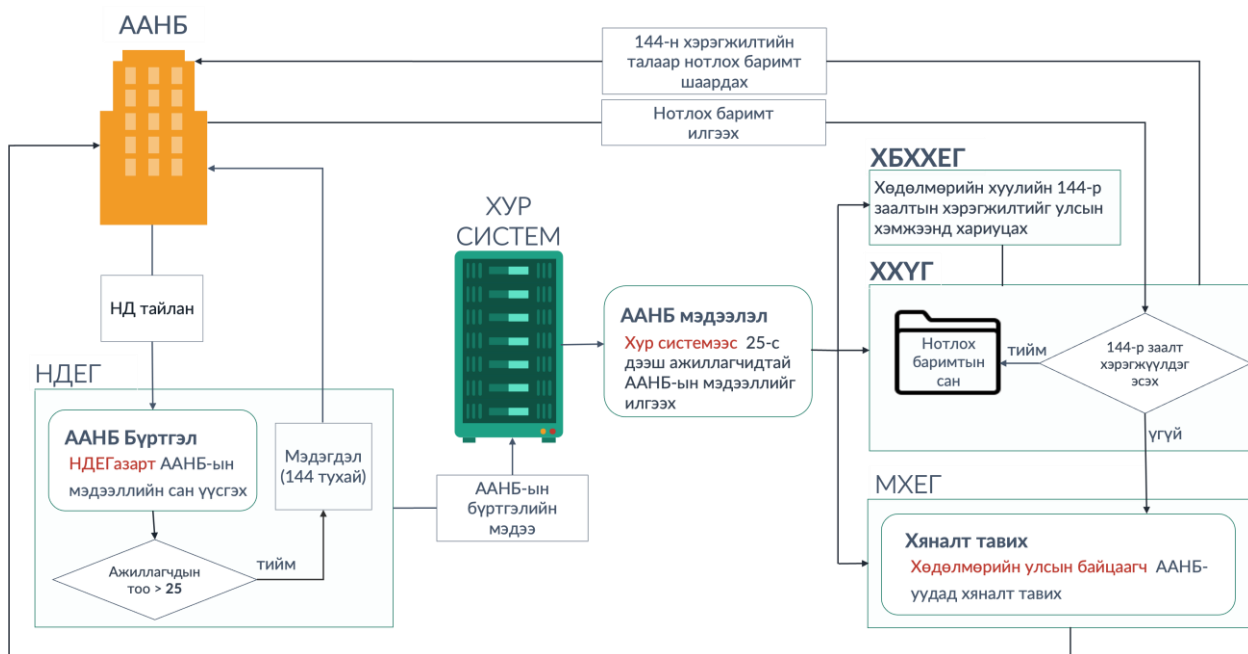 ААНБ
144-н хэрэгжилтийн
талаар нотлох баримт
шаардах
Нотлох баримт
илгээх
ХБХХЕГ
Хөдөлмөрийн хуулийн 144-р
заалтын хэрэгжилтийг улсын
хэмжээнд хариуцах
ХУР
СИСТЕМ
НД тайлан
ААНБ мэдээлэл
Хур системээс 25-с
дээш ажиллагчидтай
ААНБ-ын мэдээллийг
илгээх
ХХҮГ
Нотлох
баримтын
сан
тийм
144-р заалт
хэрэгжүүлдэг
эсэх
үгүй
НДЕГ
ААНБ Бүртгэл
НДЕГазарт ААНБ-ын
мэдээллийн сан үүсгэх
Мэдэгдэл
(144 тухай)
Ажиллагчдын
тоо > 25
тийм
ААНБ-ын
бүртгэлийн
мэдээ
МХЕГ
Хяналт тавих
Хөдөлмөрийн улсын байцаагч ААНБ-
уудад хяналт тавих